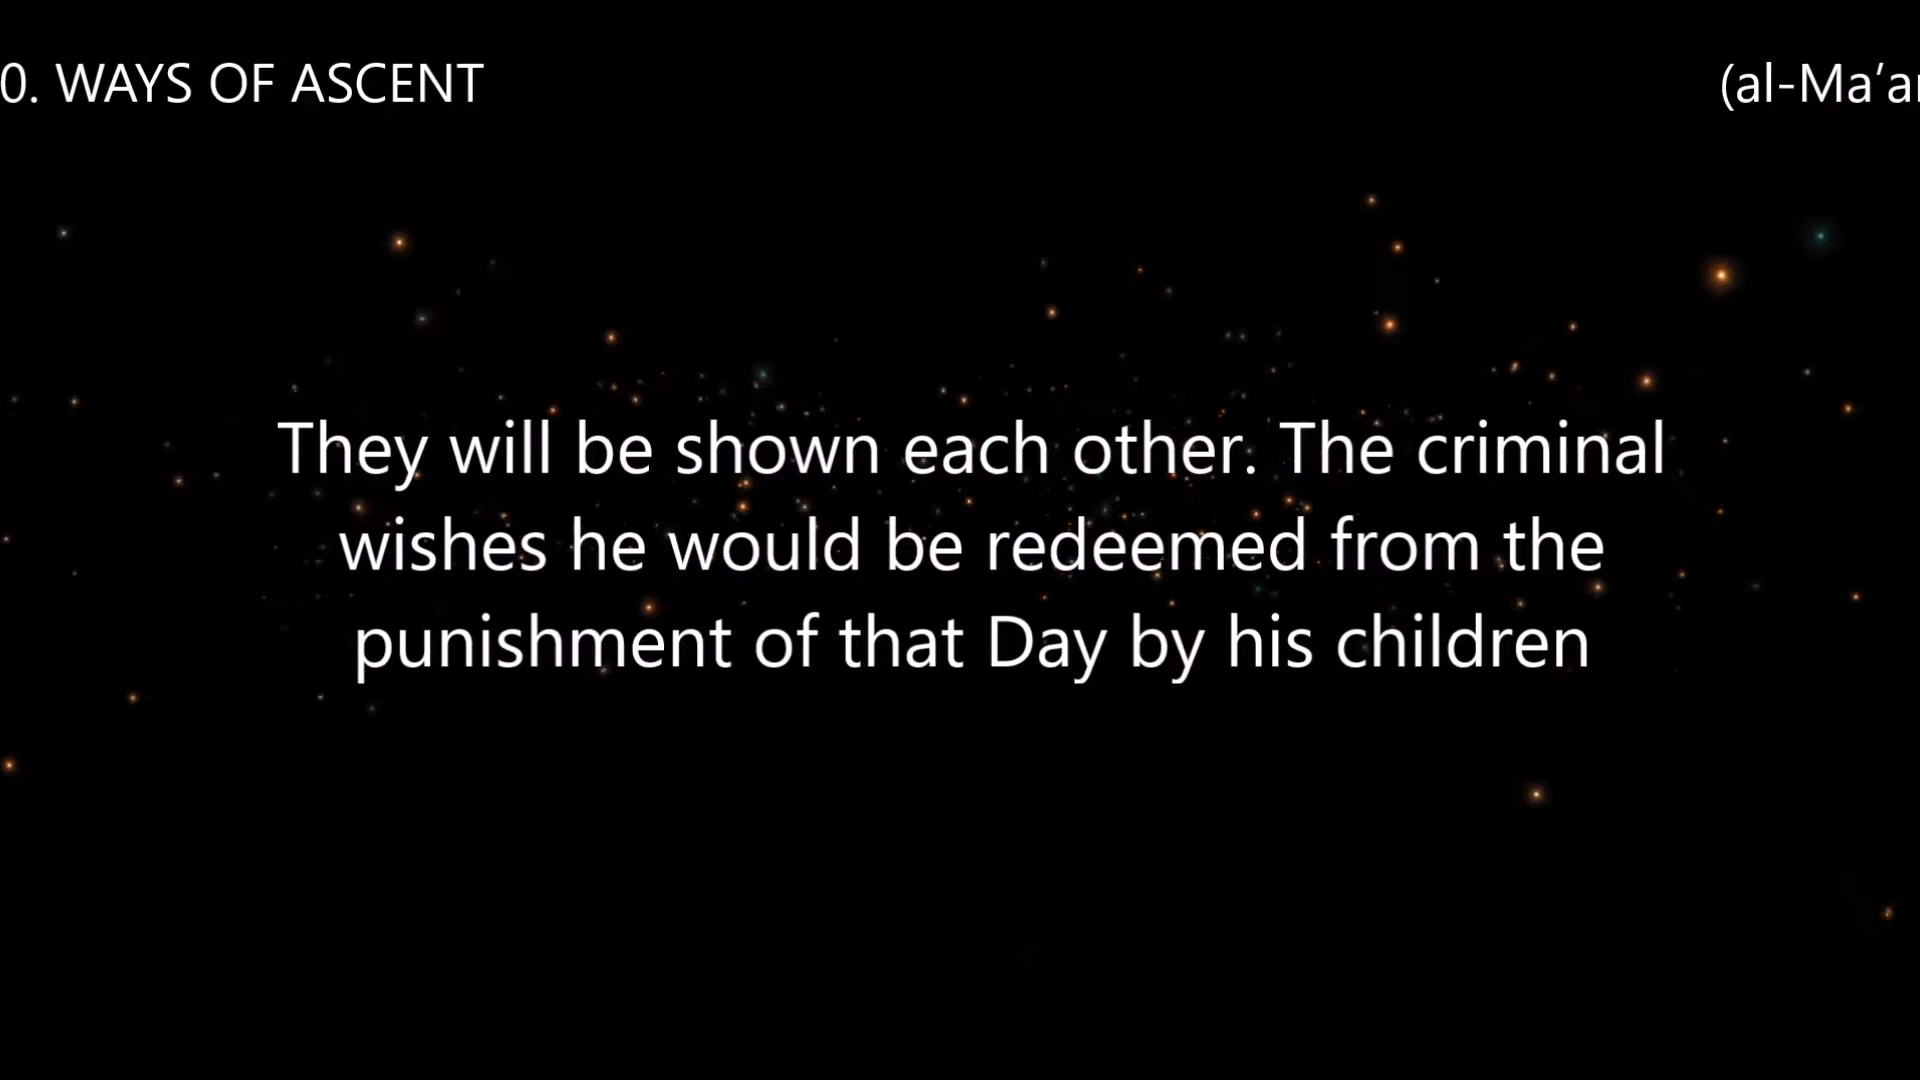 0. WAYS OF ASCENT
(al-Ma’ar
They will be shown each other. The criminal
wishes he would be redeemed from the
punishment of that Day by his children